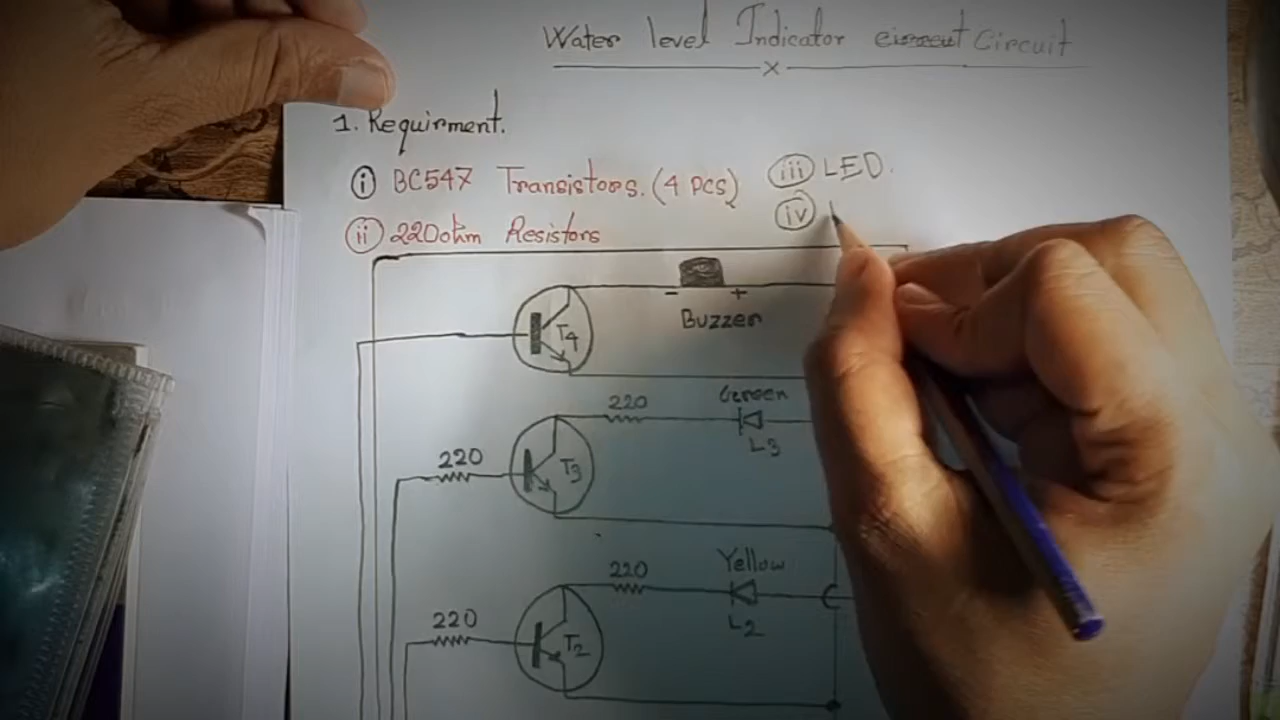 Water level Indicator circuit Circuit
x
1. Requirment.
(i) BC547 Transistors. (4 pcs)
(iii) LED.
(ii) 220ohm Resistors
(iv)
- +
T4
Buzzer
220
Green
L3
220
T3
220
Yellow
L2
220
T2